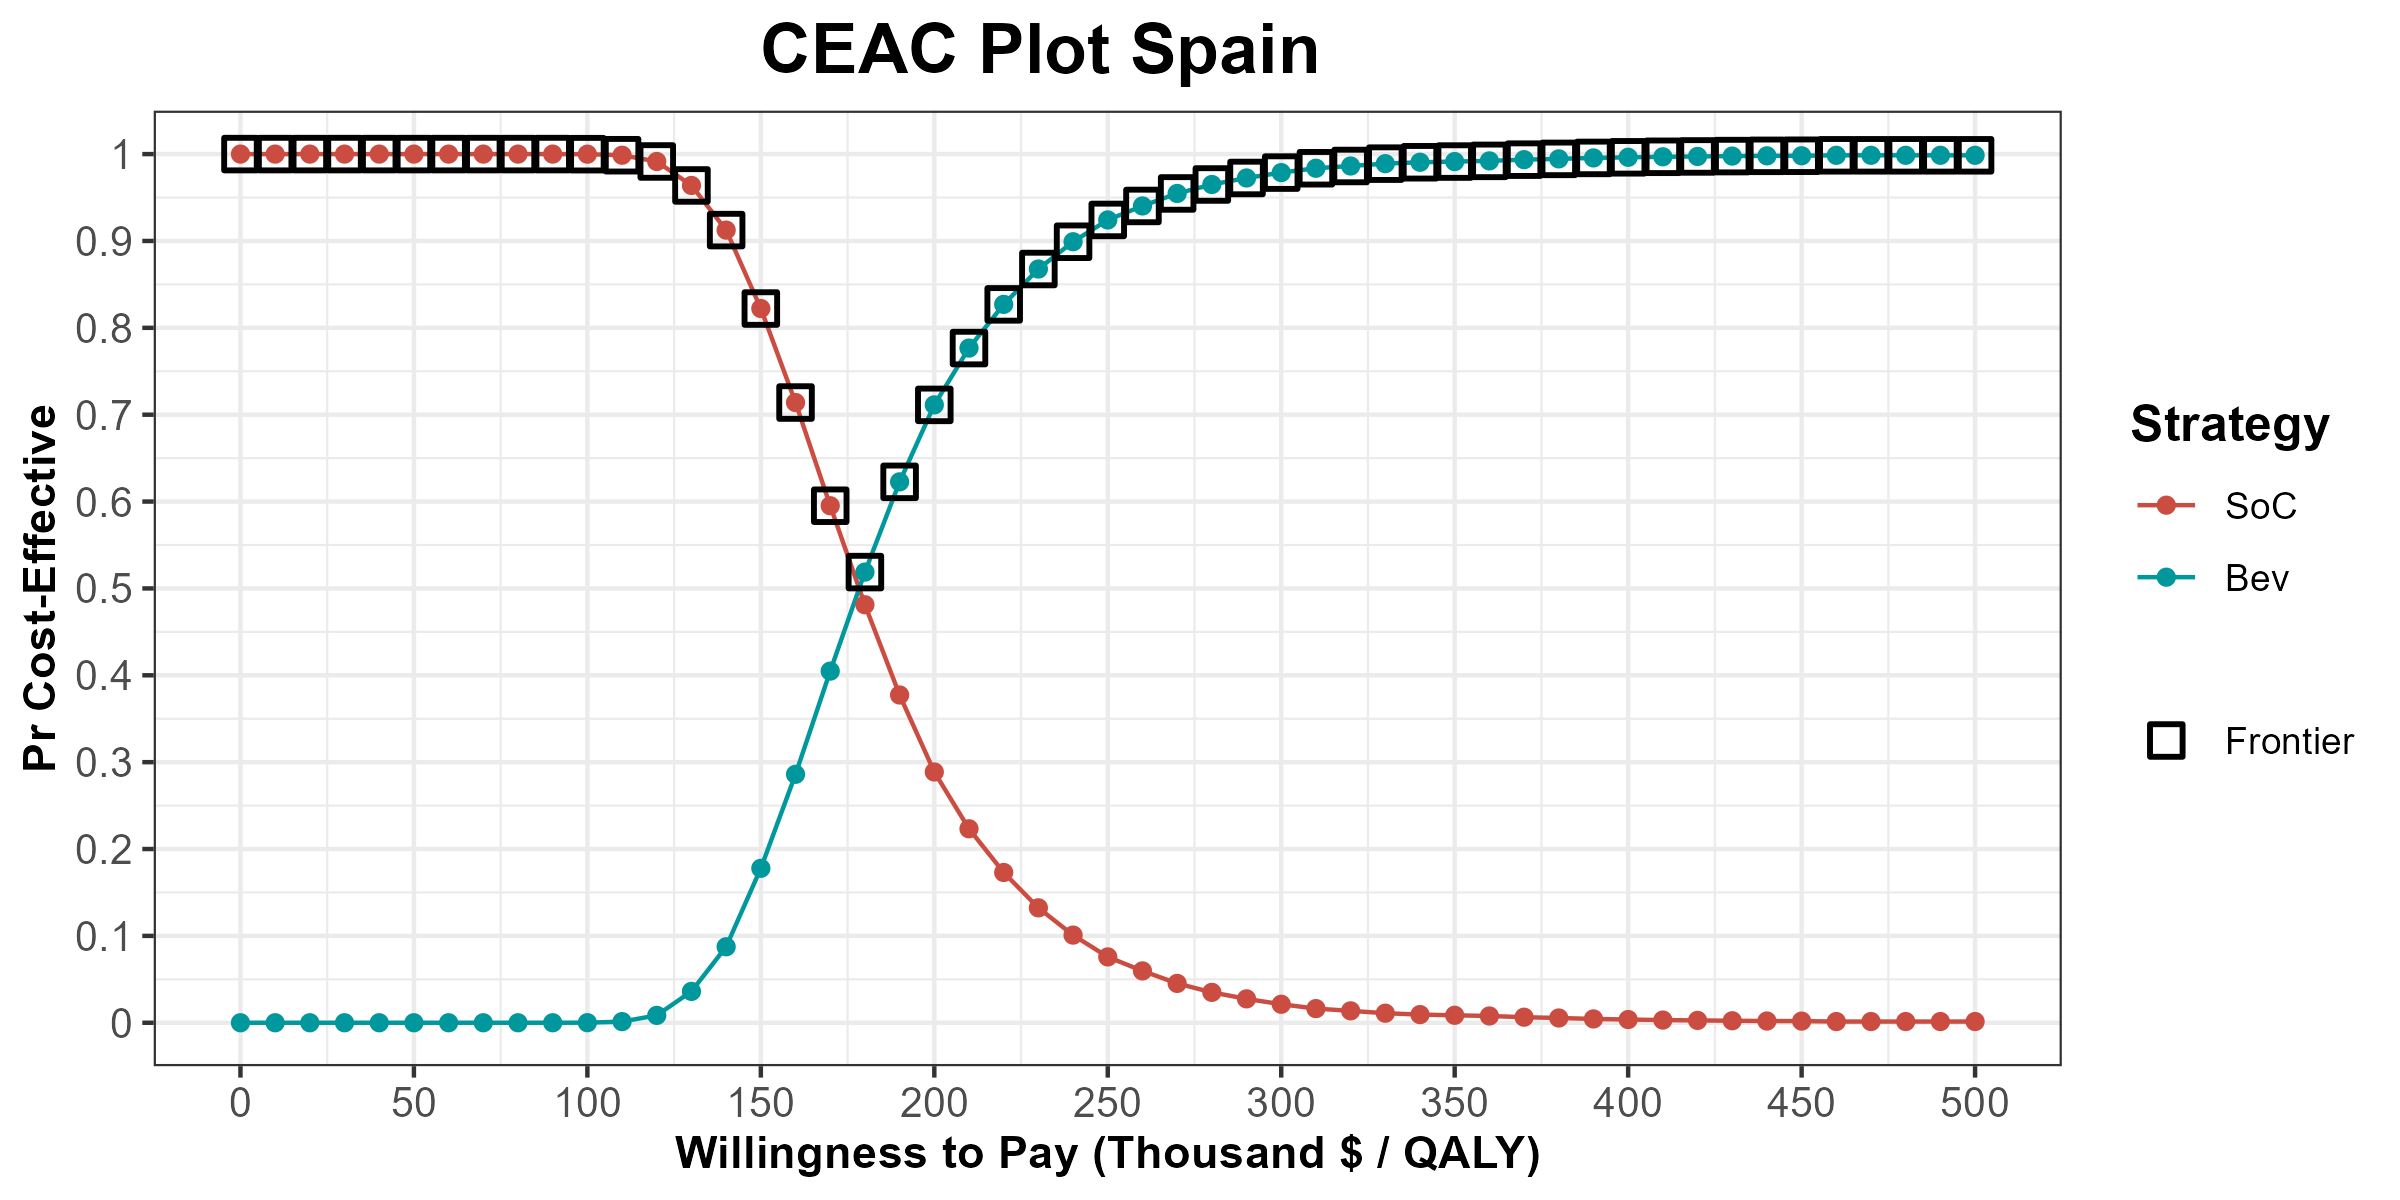 CEAC Plot Spain
Pr Cost-Effective
1
0.9
0.8
0.7
0.6
0.5
0.4
0.3
0.2
0.1
0
0 50 100 150 200 250 300 350 400 450 500
Willingness to Pay (Thousand $ / QALY)
Strategy
SoC
Bev
Frontier